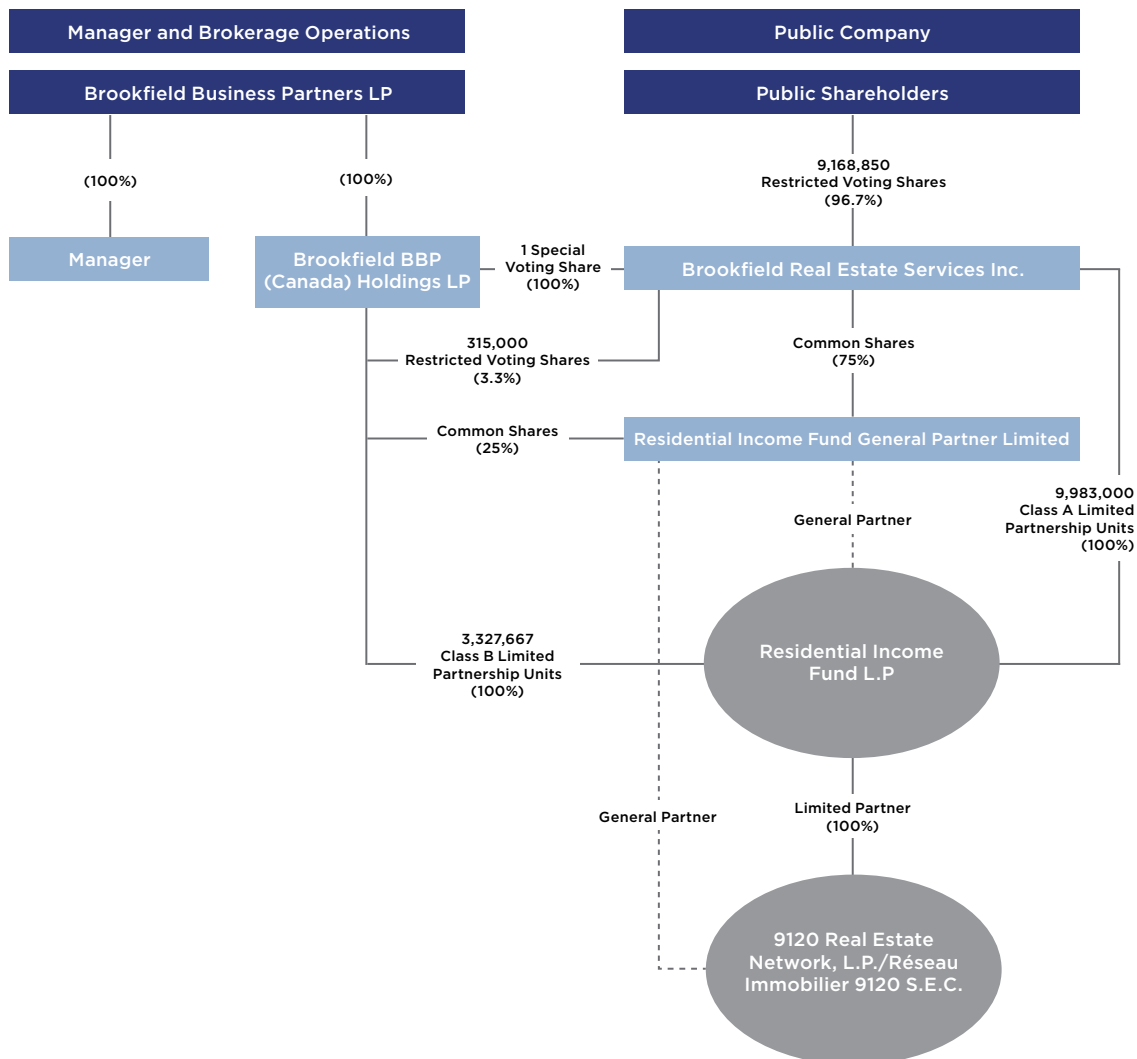 Manager and Brokerage Operations
Public Company
Brookfield Business Partners LP
Public Shareholders
(100%)
(100%)
9,168,850
Restricted Voting Shares
(96.7%)
Manager
Brookfield BBP
(Canada) Holdings LP
1 Special
Voting Share
(100%)
Brookfield Real Estate Services Inc.
315,000
Restricted Voting Shares
(3.3%)
Common Shares
(75%)
Common Shares
(25%)
Residential Income Fund General Partner Limited
General Partner
9,983,000
Class A Limited
Partnership Units
(100%)
3,327,667
Class B Limited
Partnership Units
(100%)
Residential Income
Fund L.P
General Partner
Limited Partner
(100%)
9120 Real Estate
Network, L.P./Réseau
Immobilier 9120 S.E.C.